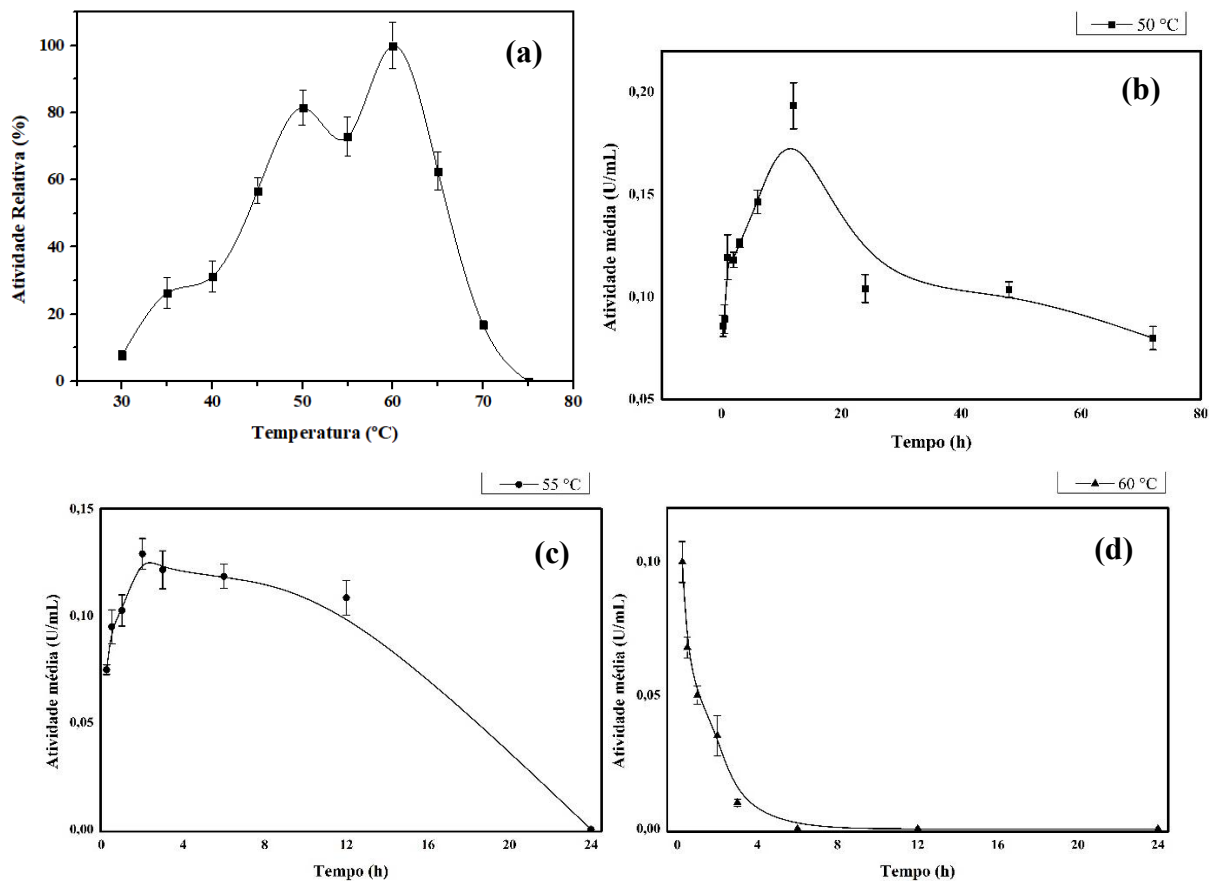 (a)
Atividade Relativa (%)
100
80
60
40
20
0
30 40 50 60 70 80
Temperatura (ºC)
50 °C
(b)
Atividade média (U/mL)
0,20
0,15
0,10
0,05
0 20 40 60 80
Tempo (h)
55 °C
(c)
Atividade média (U/mL)
0,15
0,10
0,05
0,00
0 4 8 12 16 20 24
Tempo (h)
60 °C
(d)
Atividade média (U/mL)
0,10
0,05
0,00
0 4 8 12 16 20 24
Tempo (h)